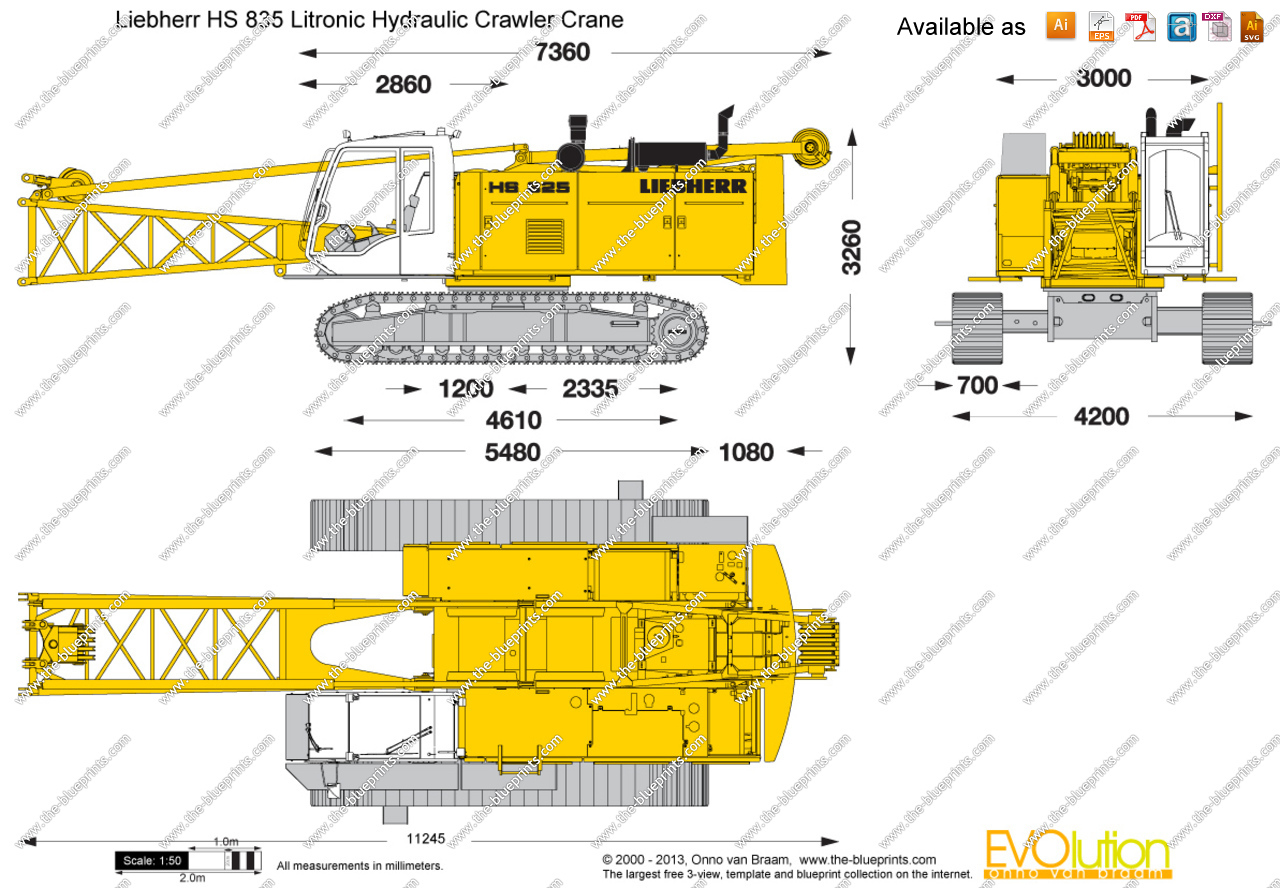 Liebherr HS 835 Litronic Hydraulic Crawler Crane
Available as
Ai
EPS
PDF
a
DXF
Ai
SVG
7360
2860
3000
HS 825
LIEBHERR
3260
1200
2335
700
4610
4200
5480
1080
11245
1.0m
Scale: 1:50
2.0m
All measurements in millimeters.
© 2000 - 2013, Onno van Braam, www.the-blueprints.com
The largest free 3-view, template and blueprint collection on the internet.
EVOlution
onno van braam
www.the-blueprints.com